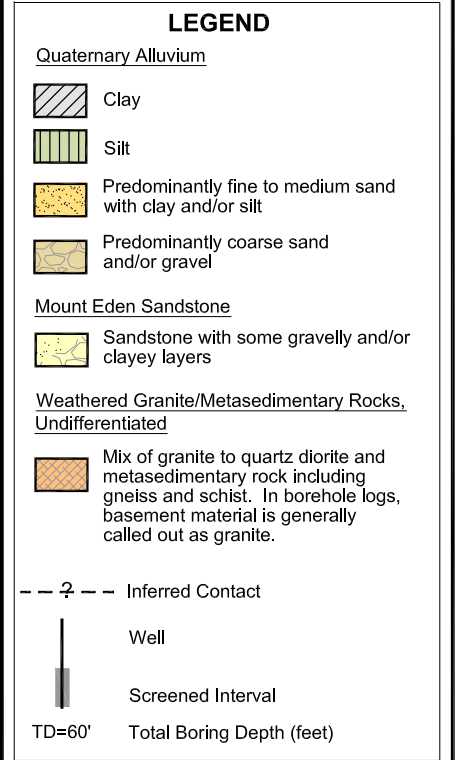 LEGEND
Quaternary Alluvium
Clay
Silt
Predominantly fine to medium sand
with clay and/or silt
Predominantly coarse sand
and/or gravel
Mount Eden Sandstone
Sandstone with some gravelly and/or
clayey layers
Weathered Granite/Metasedimentary Rocks,
Undifferentiated
Mix of granite to quartz diorite and
metasedimentary rock including
gneiss and schist. In borehole logs,
basement material is generally
called out as granite.
? Inferred Contact
Well
Screened Interval
TD=60' Total Boring Depth (feet)